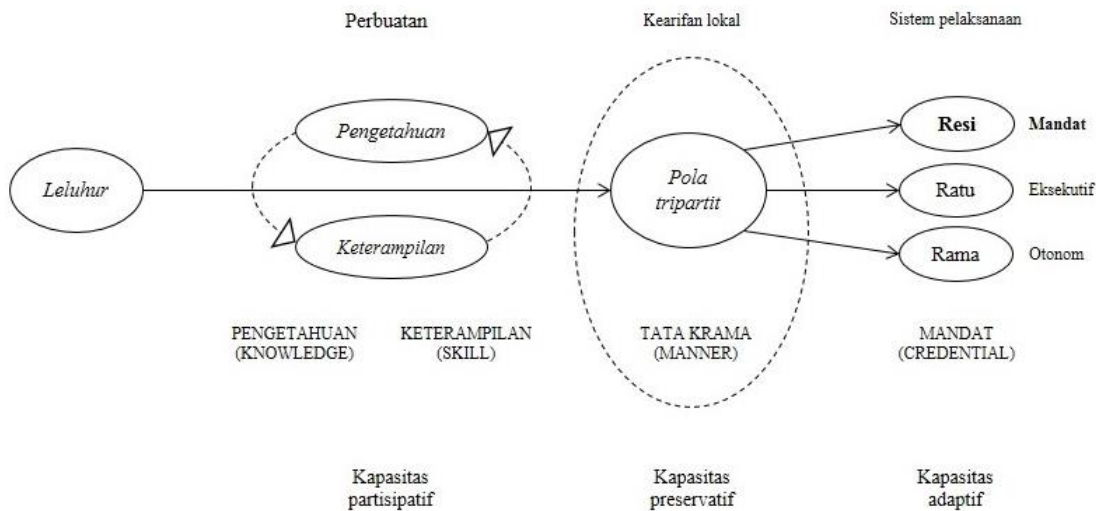 Perbuatan
Kearifan lokal
Sistem pelaksanaan
Leluhur
Pengetahuan
Keterampilan
Pola
tripartit
Resi
Mandat
Ratu
Eksekutif
Rama
Otonom
PENGETAHUAN
(KNOWLEDGE)
KETERAMPILAN
(SKILL)
TATA KRAMA
(MANNER)
MANDAT
(CREDENTIAL)
Kapasitas
partisipatif
Kapasitas
preservatif
Kapasitas
adaptif